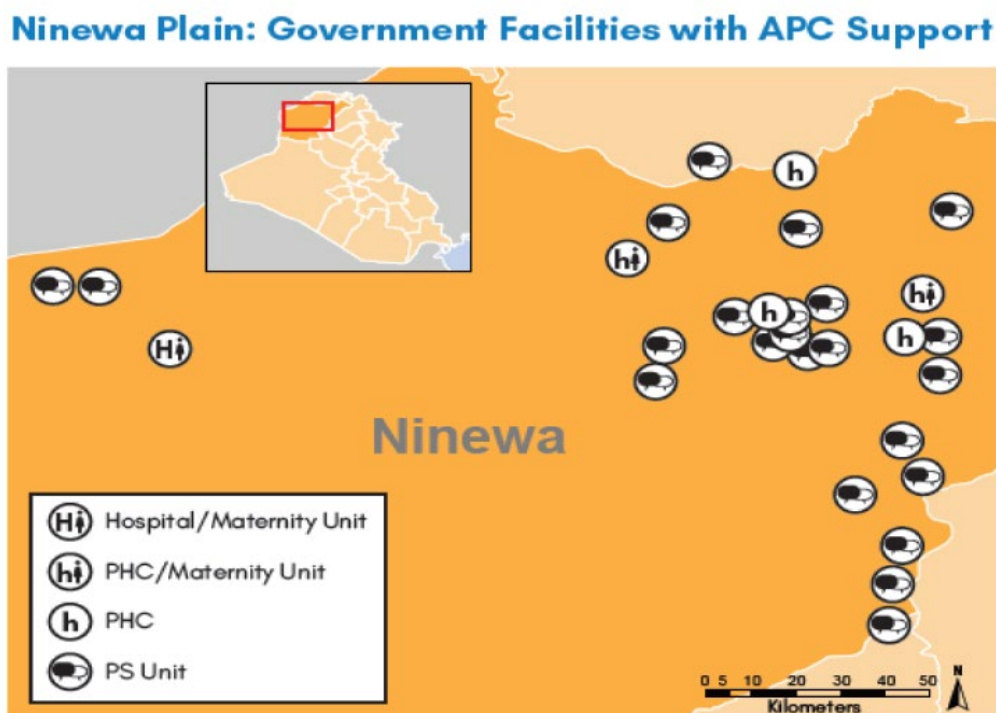 Ninewa Plain: Government Facilities with APC Support
h
h
h
h
h
H
Ninewa
H Hospital/Maternity Unit
h PHC/Maternity Unit
h PHC
PS Unit
0 5 10 20 30 40 50
Kilometers
N